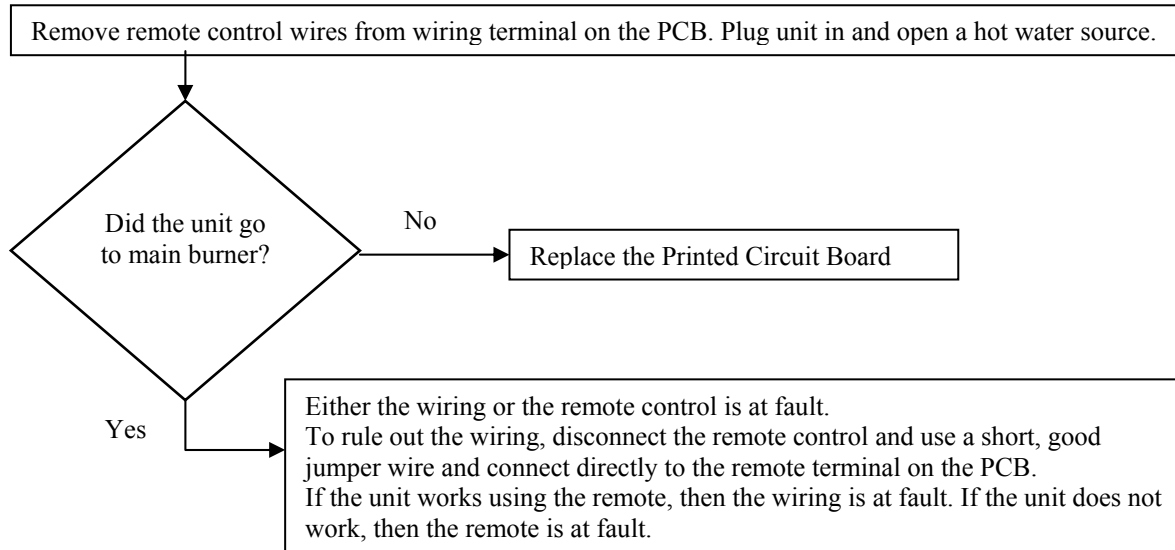 Remove remote control wires from wiring terminal on the PCB. Plug unit in and open a hot water source.
Did the unit go
to main burner?
No
Replace the Printed Circuit Board
Yes
Either the wiring or the remote control is at fault.
To rule out the wiring, disconnect the remote control and use a short, good
jumper wire and connect directly to the remote terminal on the PCB.
If the unit works using the remote, then the wiring is at fault. If the unit does not
work, then the remote is at fault.